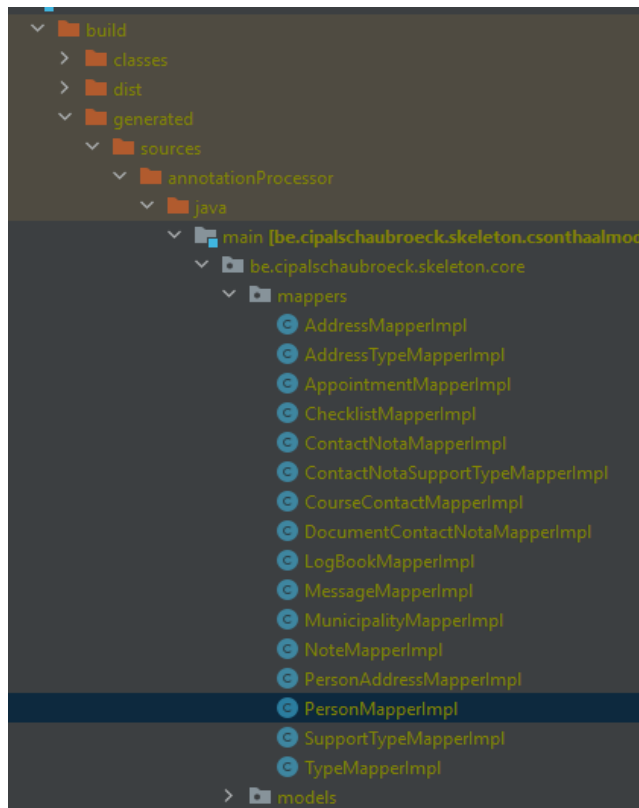 build
classes
dist
generated
sources
annotationProcessor
java
main [be.cipalschaubroeck.skeleton.csonthaalmod
be.cipalschaubroeck.skeleton.core
mappers
AddressMapperImpl
AddressTypeMapperImpl
AppointmentMapperImpl
ChecklistMapperImpl
ContactNotaMapperImpl
ContactNotaSupportTypeMapperImpl
CourseContactMapperImpl
DocumentContactNotaMapperImpl
LogBookMapperImpl
MessageMapperImpl
MunicipalityMapperImpl
NoteMapperImpl
PersonAddressMapperImpl
PersonMapperImpl
SupportTypeMapperImpl
TypeMapperImpl
models